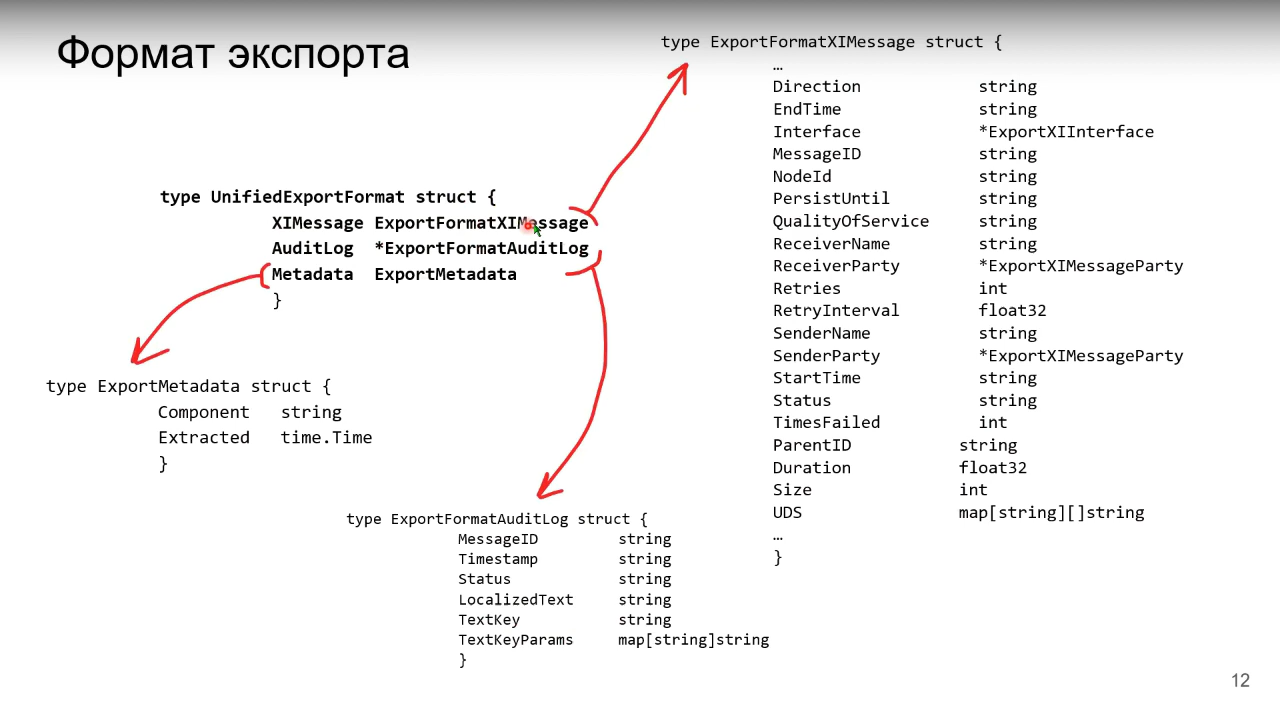 Формат экспорта
type UnifiedExportFormat struct {
XIMessage ExportFormatXIMessage
AuditLog *ExportFormatAuditLog
Metadata ExportMetadata
}
type ExportMetadata struct {
Component string
Extracted time.Time
}
type ExportFormatAuditLog struct {
MessageID string
Timestamp string
Status string
LocalizedText string
TextKey string
TextKeyParams map[string]string
}
type ExportFormatXIMessage struct {
…
Direction string
EndTime string
Interface *ExportXIInterface
MessageID string
NodeId string
PersistUntil string
QualityOfService string
ReceiverName string
ReceiverParty *ExportXIMessageParty
Retries int
RetryInterval float32
SenderName string
SenderParty *ExportXIMessageParty
StartTime string
Status string
TimesFailed int
ParentID string
Duration float32
Size int
UDS map[string][]string
…
}
12